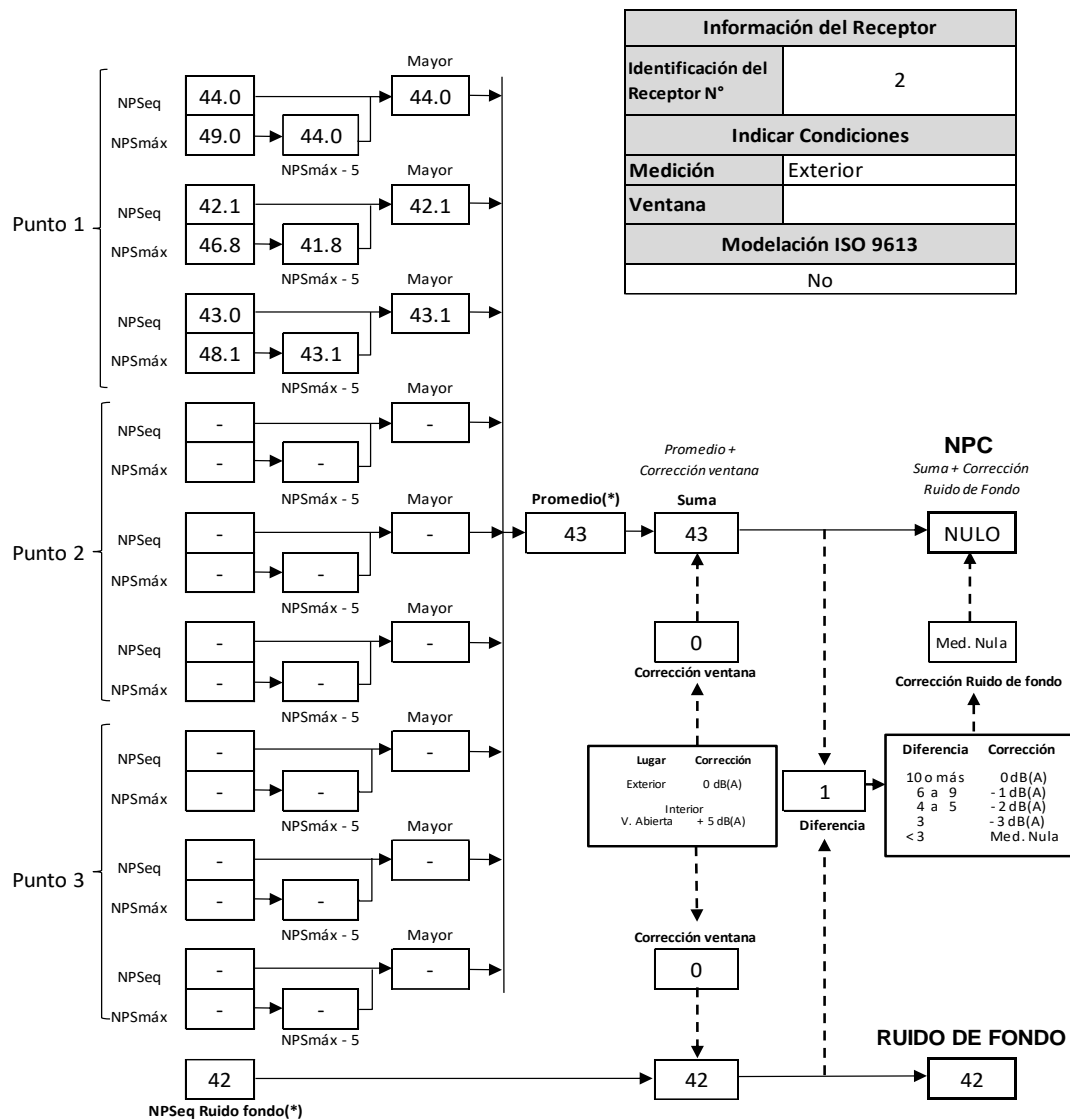 Información del Receptor
Identificación del
Receptor N°
2
Indicar Condiciones
Medición Exterior
Ventana
Modelación ISO 9613
No
Punto 1
Mayor
NPSeq 44.0 44.0
NPSmáx 49.0 44.0
NPSmáx - 5
Mayor
NPSeq 42.1 42.1
NPSmáx 46.8 41.8
NPSmáx - 5
Mayor
NPSeq 43.0 43.1
NPSmáx 48.1 43.1
NPSmáx - 5
Punto 2
Mayor
NPSeq - -
NPSmáx - -
NPSmáx - 5
Mayor
NPSeq - -
NPSmáx - -
NPSmáx - 5
Mayor
NPSeq - -
NPSmáx - -
NPSmáx - 5
Punto 3
Mayor
NPSeq - -
NPSmáx - -
NPSmáx - 5
Mayor
NPSeq - -
NPSmáx - -
NPSmáx - 5
Mayor
NPSeq - -
NPSmáx - -
NPSmáx - 5
Promedio(*)
43
Promedio +
Corrección ventana
Suma
43
0
Corrección ventana
Lugar Corrección
Exterior 0 dB(A)
Interior
V. Abierta + 5 dB(A)
Corrección ventana
0
NPC
Suma + Corrección
Ruido de Fondo
NULO
Med. Nula
Corrección Ruido de fondo
Diferencia Corrección
10 o más 0 dB(A)
6 a 9 - 1 dB(A)
4 a 5 - 2 dB(A)
3 - 3 dB(A)
< 3 Med. Nula
1
Diferencia
RUIDO DE FONDO
42 42 42
NPSeq Ruido fondo(*)